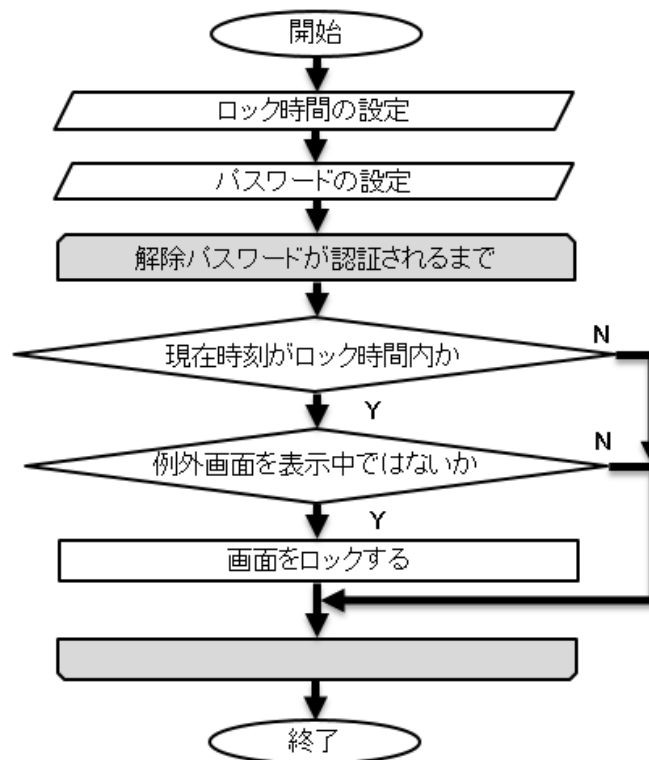 開始
ロック時間の設定
パスワードの設定
解除パスワードが認証されるまで
現在時刻がロック時間内か
N
Y
例外画面を表示中ではないか
N
Y
画面をロックする
終了